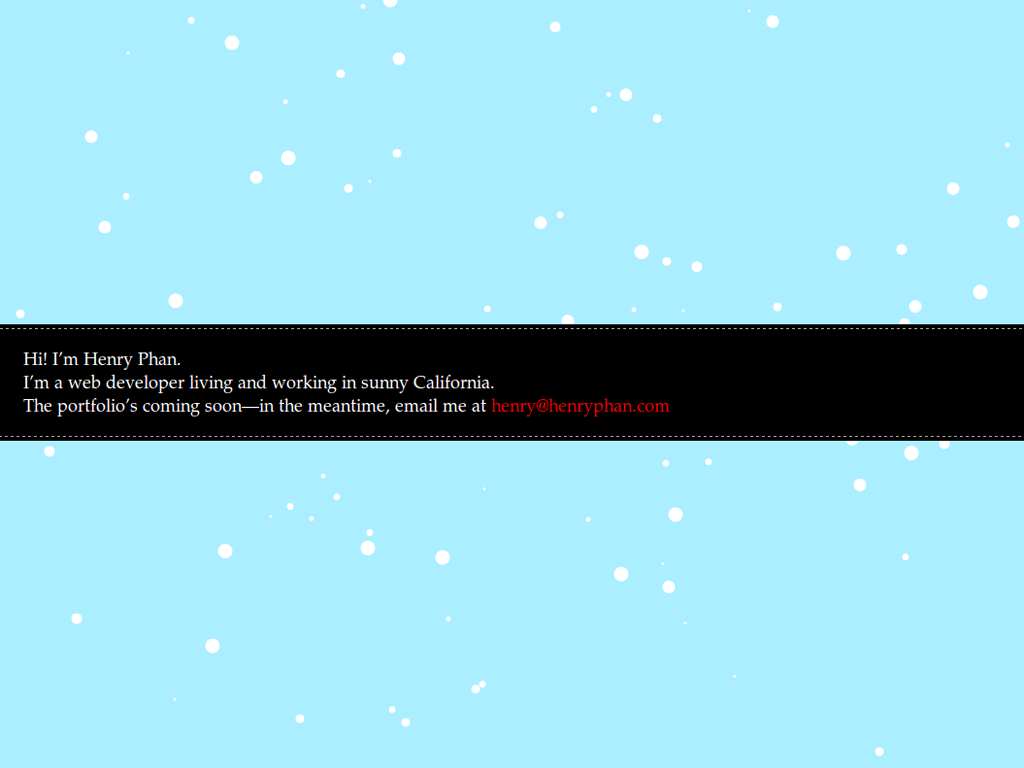 Hi! I’m Henry Phan.
I’m a web developer living and working in sunny California.
The portfolio’s coming soon—in the meantime, email me at henry@henryphan.com